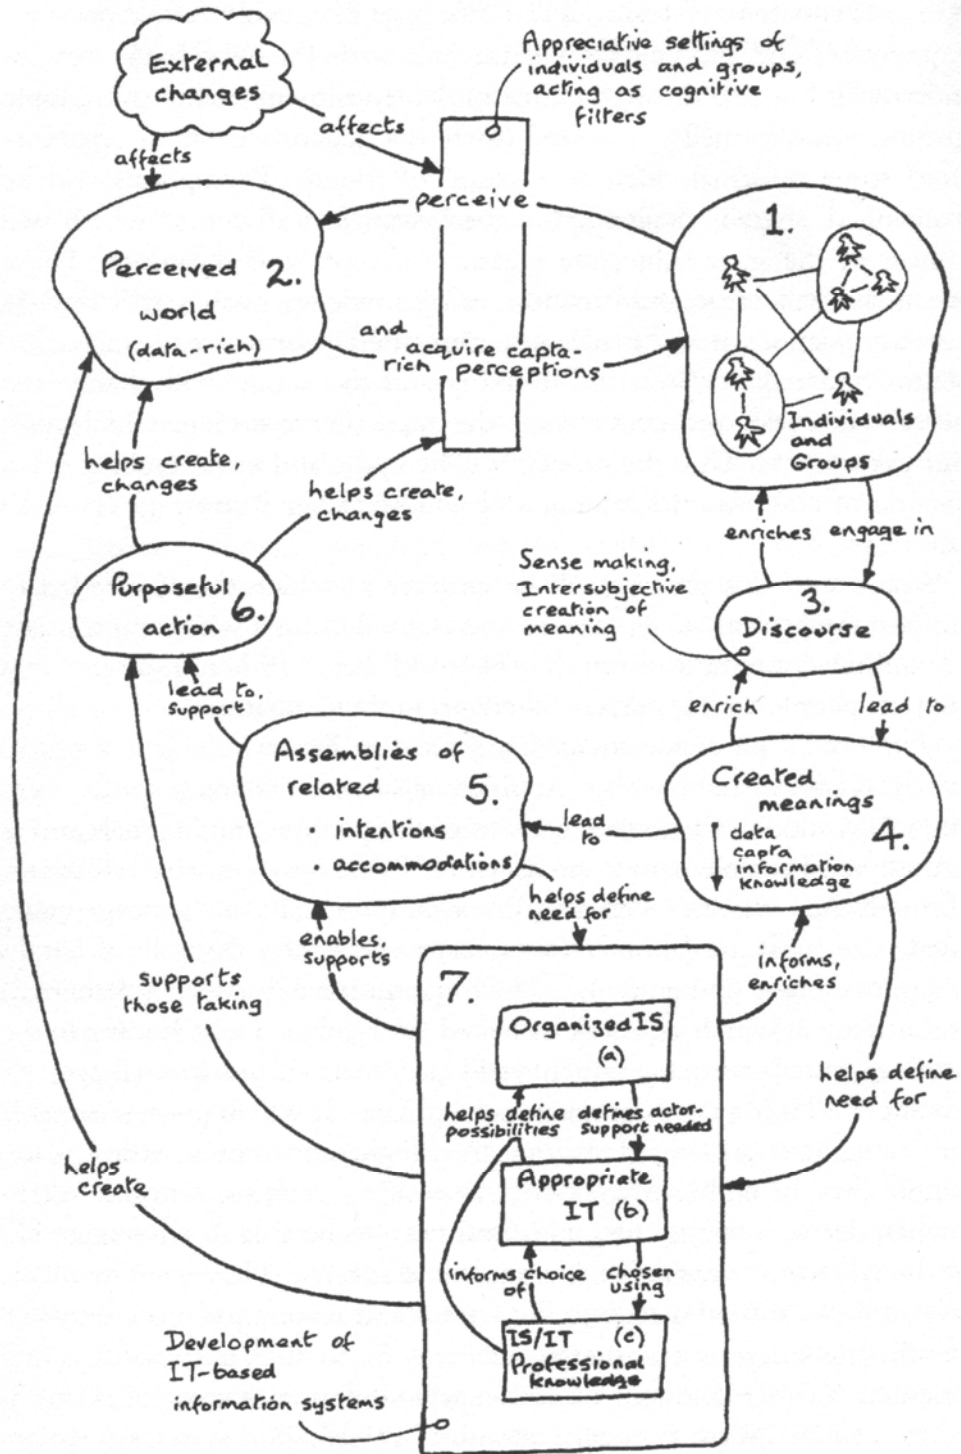 External
changes
Appreciative settings of
individuals and groups,
acting as cognitive
filters
affects
affects
perceive
1.
Perceived
world
2.
(data-rich)
and
acquire capta-
rich perceptions
Individuals
and
Groups
helps create,
changes
helps create,
changes
enriches
engage in
Sense making,
Intersubjective
creation of
meaning
3.
Discourse
Purposeful
action
6.
lead to,
support
enrich
lead to
Assemblies of
related
5.
· intentions
· accommodations
lead
to
Created
meanings
4.
data
capta
information
knowledge
helps define
need for
enables,
supports
informs,
enriches
supports
those taking
7.
Organized IS
(a)
helps define
possibilities
defines actor-
support needed
helps define
need for
Appropriate
IT (b)
helps
create
informs choice
of
chosen
using
IS/IT (c)
Professional
knowledge
Development of
IT-based
information systems